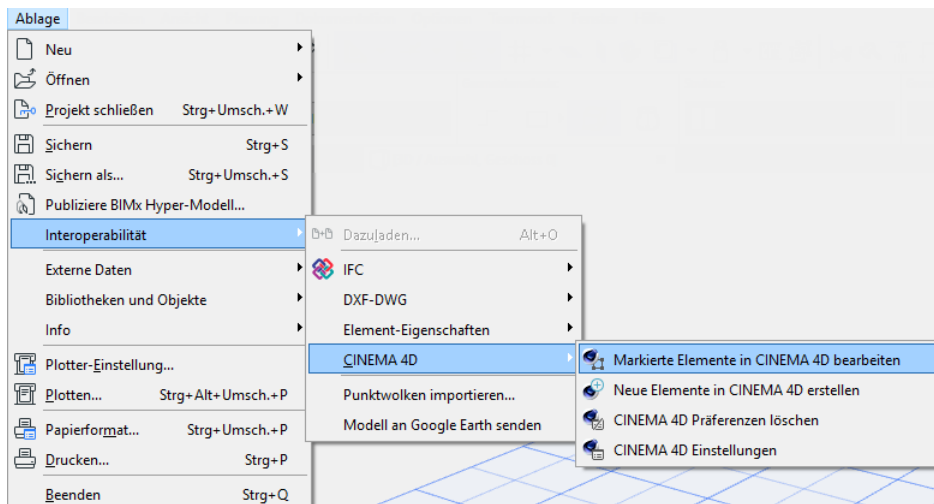 Ablage
Neu
Öffnen
Projekt schließen Strg+Umsch.+W
Sichern Strg+S
Sichern als... Strg+Umsch.+S
Publiziere BIMx Hyper-Modell...
Interoperabilität
Externe Daten
Bibliotheken und Objekte
Info
Plotter-Einstellung...
Plotten... Strg+Alt+Umsch.+P
Papierformat... Strg+Umsch.+P
Drucken... Strg+P
Beenden Strg+Q
Dazuladen... Alt+O
IFC
DXF-DWG
Element-Eigenschaften
CINEMA 4D
Punktwolken importieren...
Modell an Google Earth senden
Markierte Elemente in CINEMA 4D bearbeiten
Neue Elemente in CINEMA 4D erstellen
CINEMA 4D Präferenzen löschen
CINEMA 4D Einstellungen